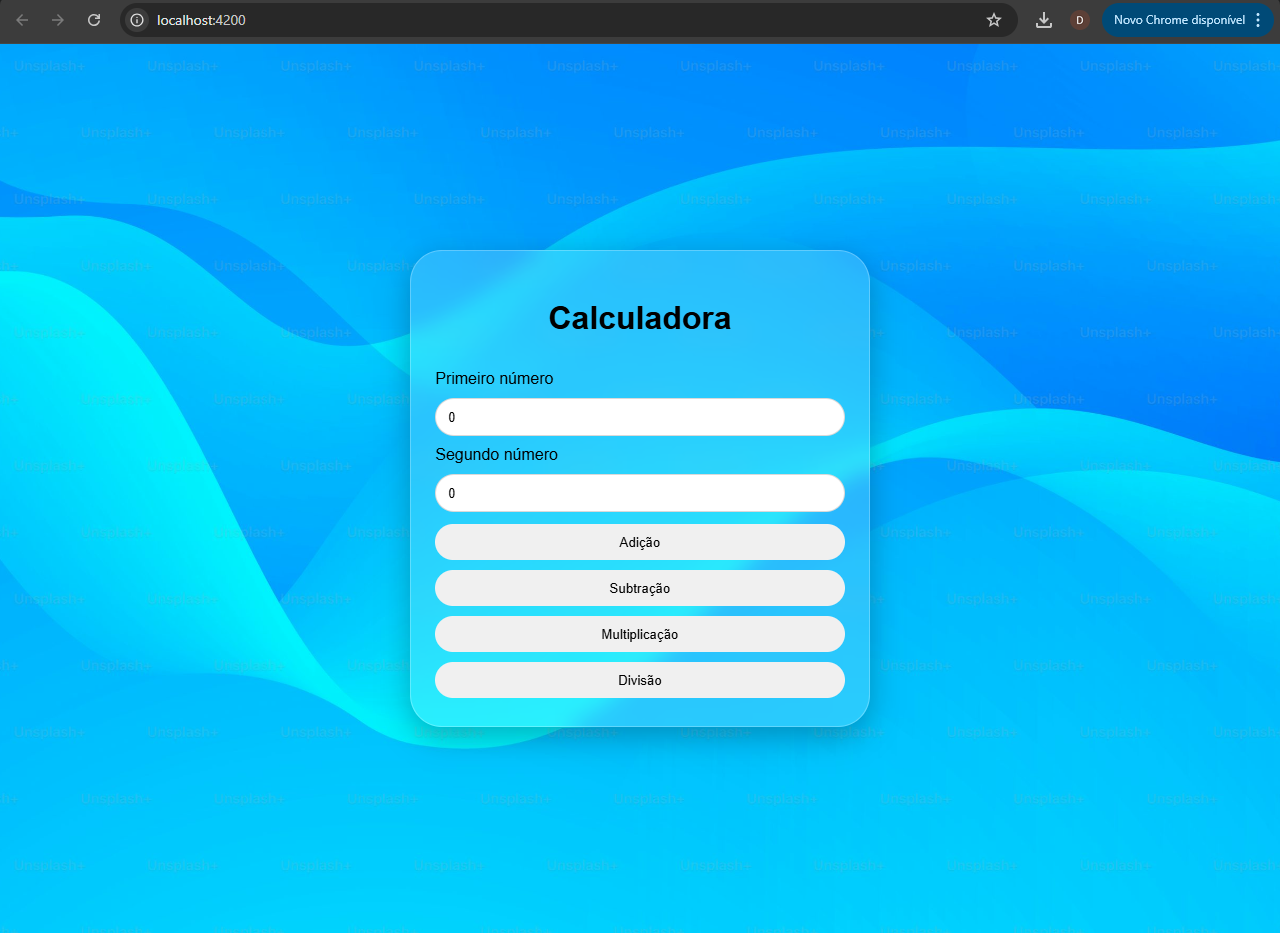 localhost:4200
D
Novo Chrome disponível
Unsplash+ Unsplash+ Unsplash+ Unsplash+ Unsplash+ Unsplash+ Unsplash+ Unsplash+ Unsplash+ Unsplash+
Calculadora
Primeiro número
0
Segundo número
0
Adição
Subtração
Multiplicação
Divisão